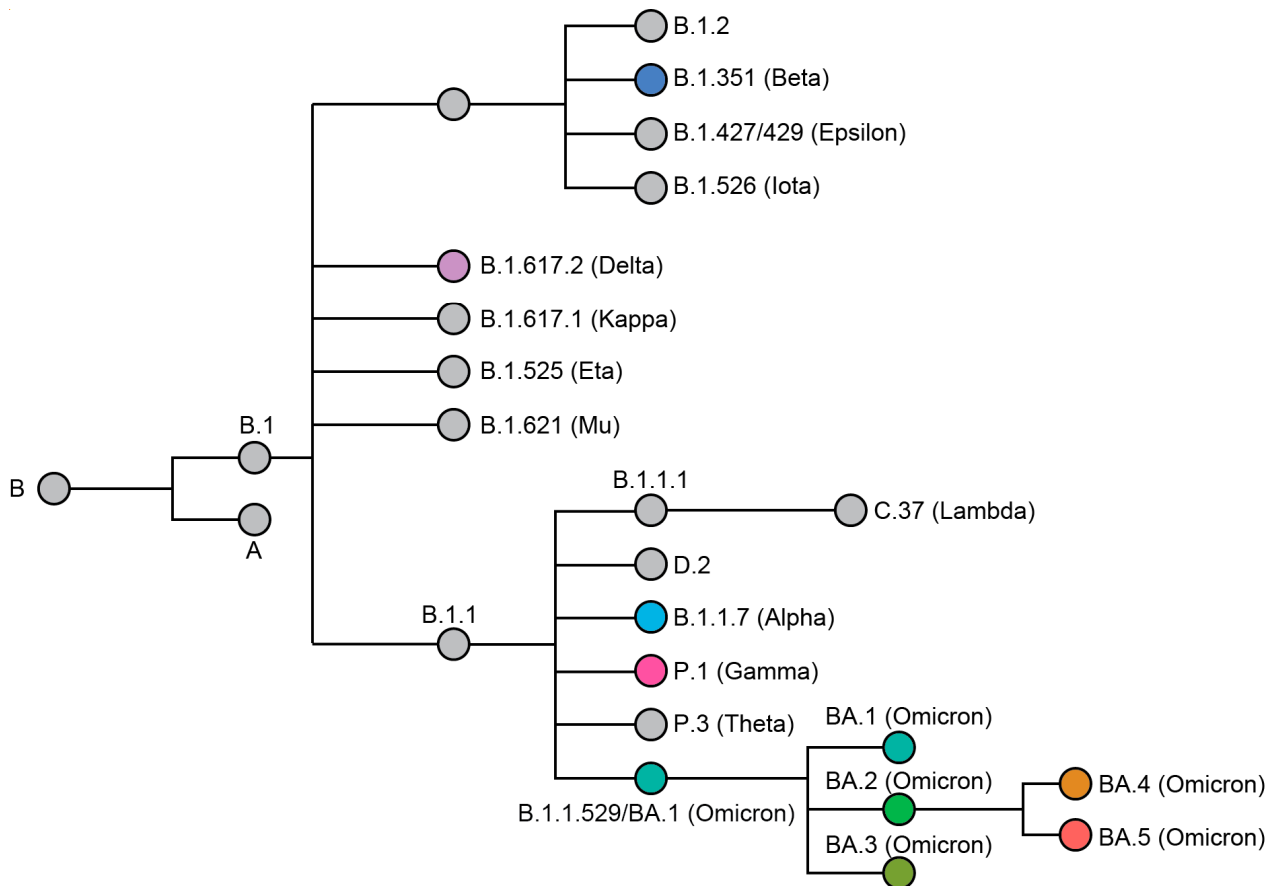 B.1.2
B.1.351 (Beta)
B.1.427/429 (Epsilon)
B.1.526 (Iota)
B.1.617.2 (Delta)
B.1.617.1 (Kappa)
B.1.525 (Eta)
B.1.621 (Mu)
B.1
B
A
B.1.1.1
C.37 (Lambda)
D.2
B.1.1
B.1.1.7 (Alpha)
P.1 (Gamma)
P.3 (Theta)
B.1.1.529/BA.1 (Omicron)
BA.1 (Omicron)
BA.2 (Omicron)
BA.3 (Omicron)
BA.4 (Omicron)
BA.5 (Omicron)